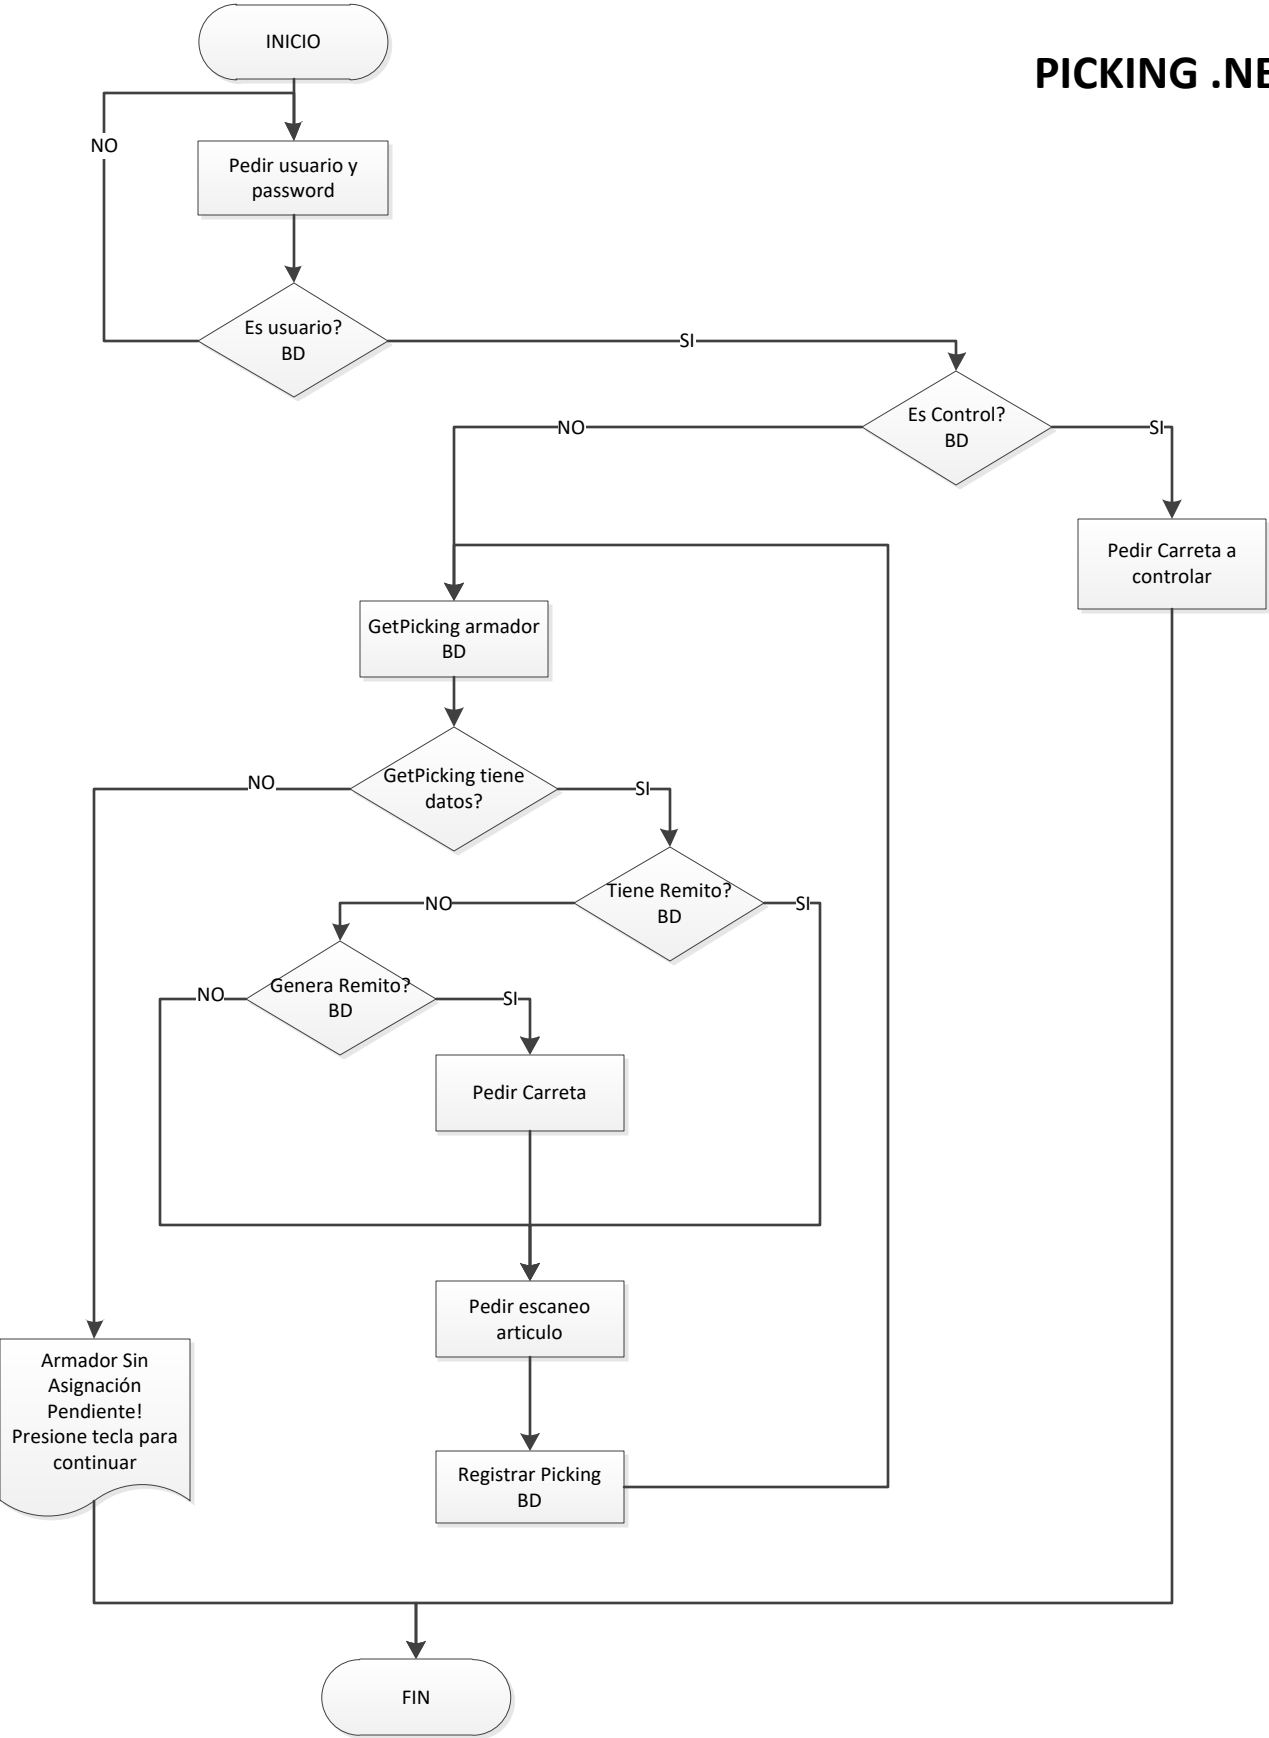 INICIO
PICKING .NE
NO
Pedir usuario y
password
Es usuario?
BD
SI
Es Control?
BD
NO
SI
Pedir Carreta a
controlar
GetPicking armador
BD
GetPicking tiene
datos?
NO
SI
Tiene Remito?
BD
NO
SI
Genera Remito?
BD
NO
SI
Pedir Carreta
Pedir escaneo
articulo
Armador Sin
Asignación
Pendiente!
Presione tecla para
continuar
Registrar Picking
BD
FIN